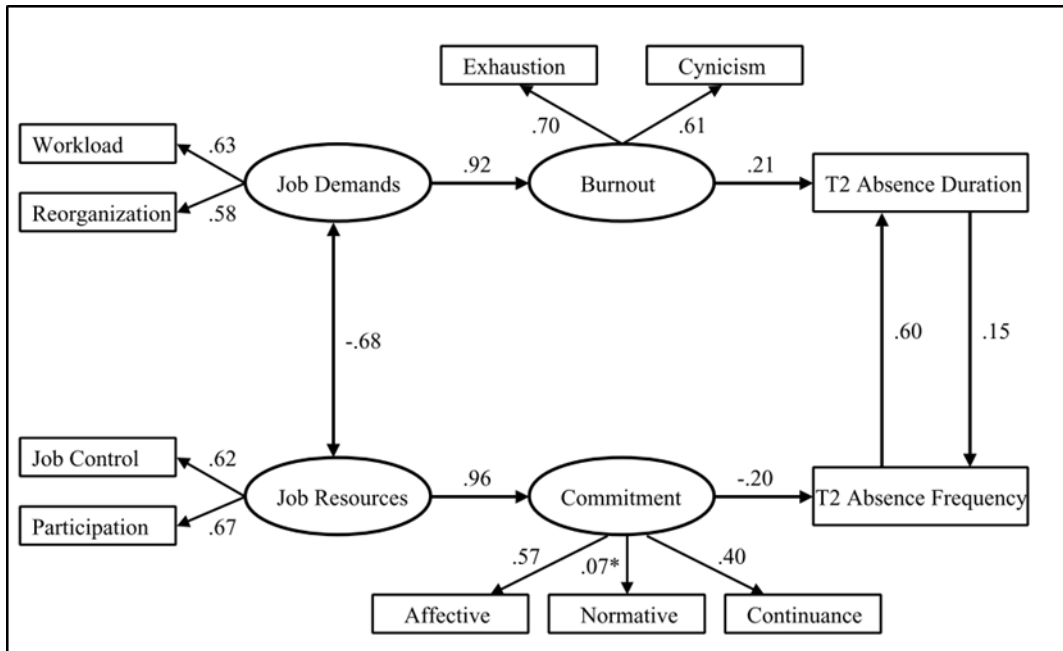 Exhaustion
Cynicism
.70
.61
Workload
.63
Job Demands
.92
Burnout
.21
T2 Absence Duration
Reorganization
.58
-.68
.60
.15
Job Control
.62
Job Resources
.96
Commitment
-.20
T2 Absence Frequency
Participation
.67
.57
.07*
.40
Affective
Normative
Continuance